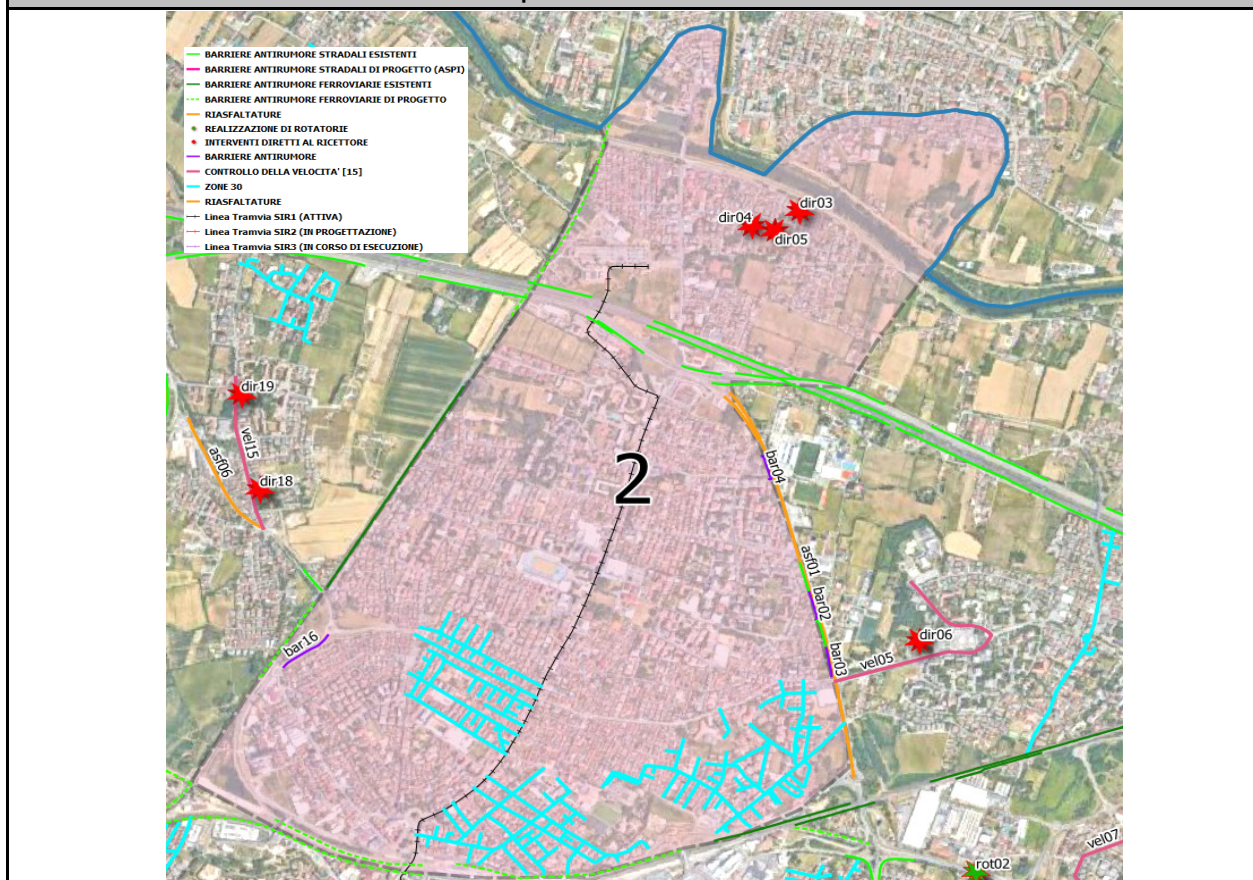 BARRIERE ANTIRUMORE STRADALI ESISTENTI
BARRIERE ANTIRUMORE STRADALI DI PROGETTO (ASPI)
BARRIERE ANTIRUMORE FERROVIARIE ESISTENTI
BARRIERE ANTIRUMORE FERROVIARIE DI PROGETTO
RIASFALTATURE
REALIZZAZIONE DI ROTATORIE
INTERVENTI DIRETTI AL RICETTORE
BARRIERE ANTIRUMORE
CONTROLLO DELLA VELOCITA' [15]
ZONE 30
RIASFALTATURE
Linea Tramvia SIR1 (ATTIVA)
Linea Tramvia SIR2 (IN PROGETTAZIONE)
Linea Tramvia SIR3 (IN CORSO DI ESECUZIONE)
dir03
dir04
dir05
dir19
vel15
asf06
dir18
2
bar04
asf01
bar02
bar03
dir06
vel05
bar16
vel07
rot02